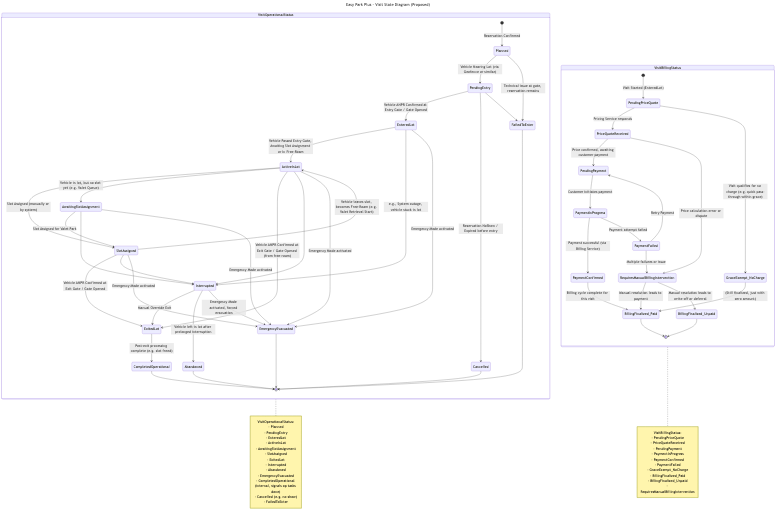 Easy Park Plus - Visit State Diagram (Proposed)
VisitOperationalStatus
Reservation Confirmed
Planned
Vehicle Nearing Lot (via
Geofence or similar)
Technical issue at gate,
reservation remains
PendingEntry
Vehicle ANPR Confirmed at
Entry Gate / Gate Opened
EnteredLot
FailedToEnter
Vehicle Passed Entry Gate,
Awaiting Slot Assignment
or is Free Roam
ActiveInLot
Vehicle in lot, but no slot
yet (e.g. Valet Queue)
Slot Assigned manually or
by system
AwaitingSlotAssignment
Vehicle leaves slot,
becomes Free Roam (e.g.
Valet Retrieval Start)
e.g., System outage,
vehicle stuck in lot
Slot Assigned for Valet Park
Reservation NoShow /
Expired before entry
Emergency Mode activated
SlotAssigned
Vehicle ANPR Confirmed at
Exit Gate / Gate Opened
(from free roam)
Emergency Mode activated
Emergency Mode activated
Vehicle ANPR Confirmed at
Exit Gate / Gate Opened
Emergency Mode activated
Interrupted
Manual Override Exit
Emergency Mode
activated, forced
evacuation
ExitedLot
Vehicle left in lot after
prolonged interruption
EmergencyEvacuated
Post-visit processing
complete (e.g. slot freed)
CompletedOperational
Abandoned
Cancelled
VisitOperationalStatus
- Planned
- PendingEntry
- EnteredLot
- ActiveInLot
- AwaitingSlotAssignment
- SlotAssigned
- ExitedLot
- Interrupted
- Abandoned
- EmergencyEvacuated
- CompletedOperational
(internal, signals op tasks
done)
- Cancelled (e.g. no-show)
- FailedToEnter
VisitBillingStatus
Visit Started (EnteredLot)
PendingPriceQuote
Pricing Service responds
PriceQuoteReceived
Price confirmed, awaiting
customer payment
PendingPayment
Customer initiates payment
Visit qualifies for no
charge (e.g. quick pass-
through within grace)
PaymentInProgress
Retry Payment
Price calculation error or
dispute
Payment attempt failed
Payment successful (via
Billing Service)
PaymentFailed
Multiple failures or issue
PaymentConfirmed
RequiresManualBillingIntervention
GraceExempt_NoCharge
Billing cycle complete for
this visit
Manual resolution leads to
payment
Manual resolution leads to
write-off or deferral
Still finalized, just with
zero amount)
BillingFinalized_Paid
BillingFinalized_Unpaid
VisitBillingStatus
- PendingPriceQuote
- PriceQuoteReceived
- PendingPayment
- PaymentInProgress
- PaymentConfirmed
- PaymentFailed
- GraceExempt_NoCharge
- BillingFinalized_Paid
- BillingFinalized_Unpaid
-
RequiresManualBillingIntervention